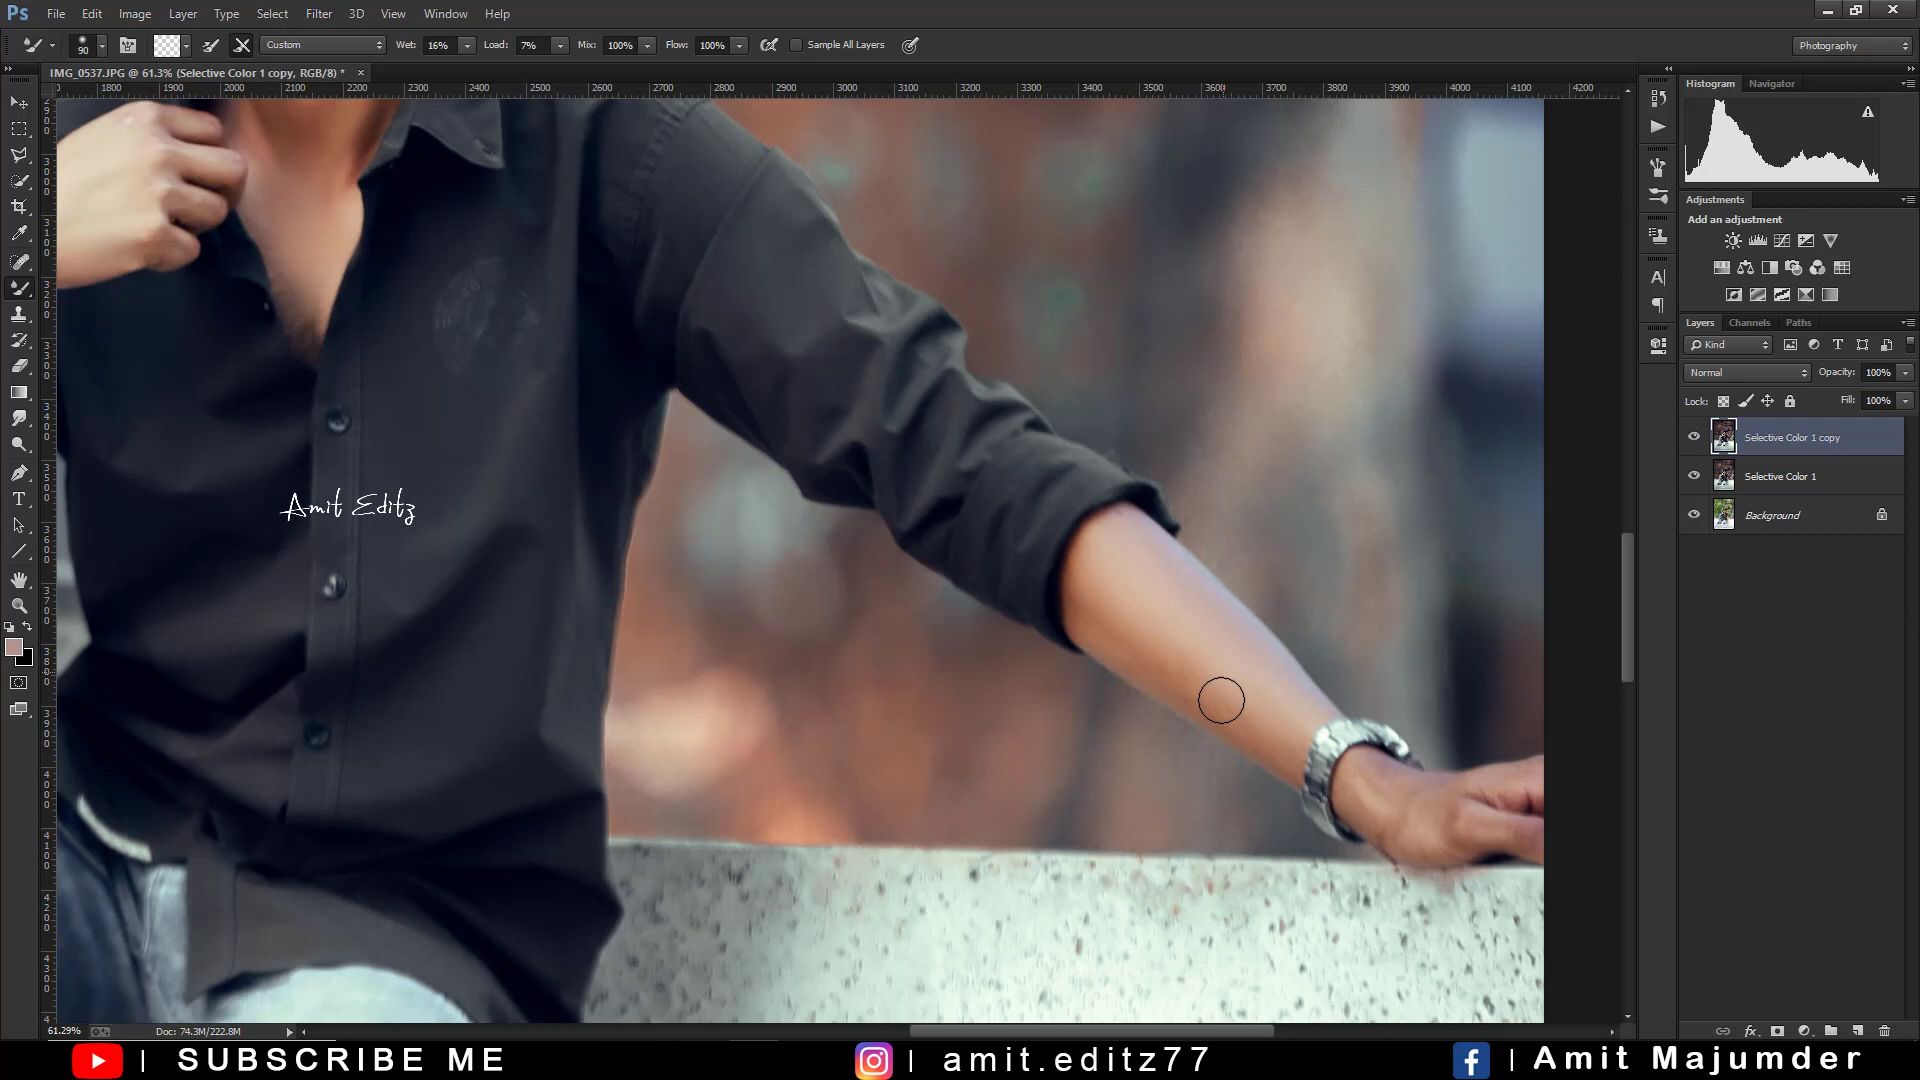 Ps File Edit Image Layer Type Select Filter 3D View Window Help
90 Custom Wet: 16% Load: 7% Mix: 100% Flow: 100% Sample All Layers Photography
IMG_0537.JPG @ 61.3% (Selective Color 1 copy, RGB/8) * ×
1800 1900 2000 2100 2200 2300 2400 2500 2600 2700 2800 2900 3000 3100 3200 3300 3400 3500 3600 3700 3800 3900 4000 4100 4200
Histogram Navigator
Adjustments
Add an adjustment
Layers Channels Paths
Kind
Normal Opacity: 100%
Lock: Fill: 100%
Selective Color 1 copy
Selective Color 1
Background
Amit Editz
61.29% Doc: 74.3M/222.8M
| SUBSCRIBE ME | amit.editz77 | Amit Majumder